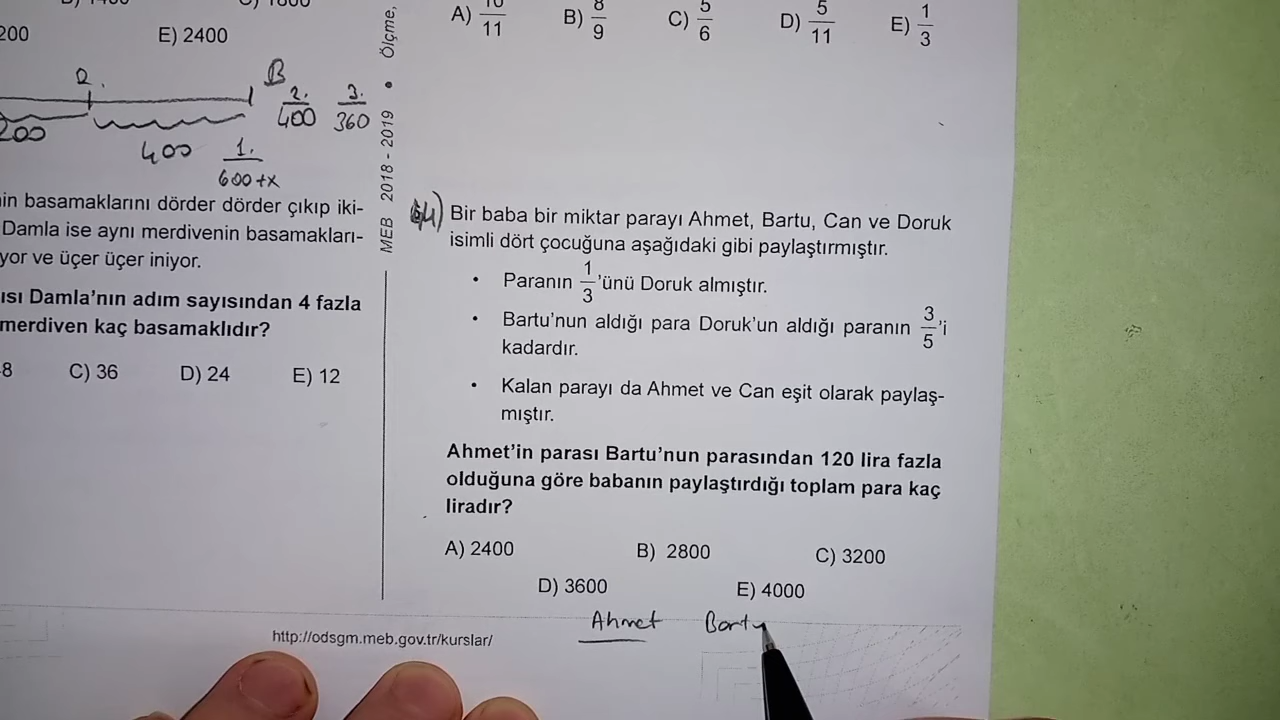 200
E) 2400
2.
B
2.
400
3.
360
200
400
1.
600+x
in basamaklarını dörder dörder çıkıp iki-
Damla ise aynı merdivenin basamakları-
yor ve üçer üçer iniyor.
ısı Damla'nın adım sayısından 4 fazla
merdiven kaç basamaklıdır?
8 C) 36 D) 24 E) 12
MEB 2018 - 2019 • Ölçme,
A) 10/11 B) 8/9 C) 5/6 D) 5/11 E) 1/3
Bir baba bir miktar parayı Ahmet, Bartu, Can ve Doruk
isimli dört çocuğuna aşağıdaki gibi paylaştırmıştır.
• Paranın 1/3'ünü Doruk almıştır.
• Bartu'nun aldığı para Doruk'un aldığı paranın 3/5'i
kadardır.
• Kalan parayı da Ahmet ve Can eşit olarak paylaş-
mıştır.
Ahmet'in parası Bartu'nun parasından 120 lira fazla
olduğuna göre babanın paylaştırdığı toplam para kaç
liradır?
A) 2400 B) 2800 C) 3200
D) 3600 E) 4000
Ahmet Bartu
http://odsgm.meb.gov.tr/kurslar/